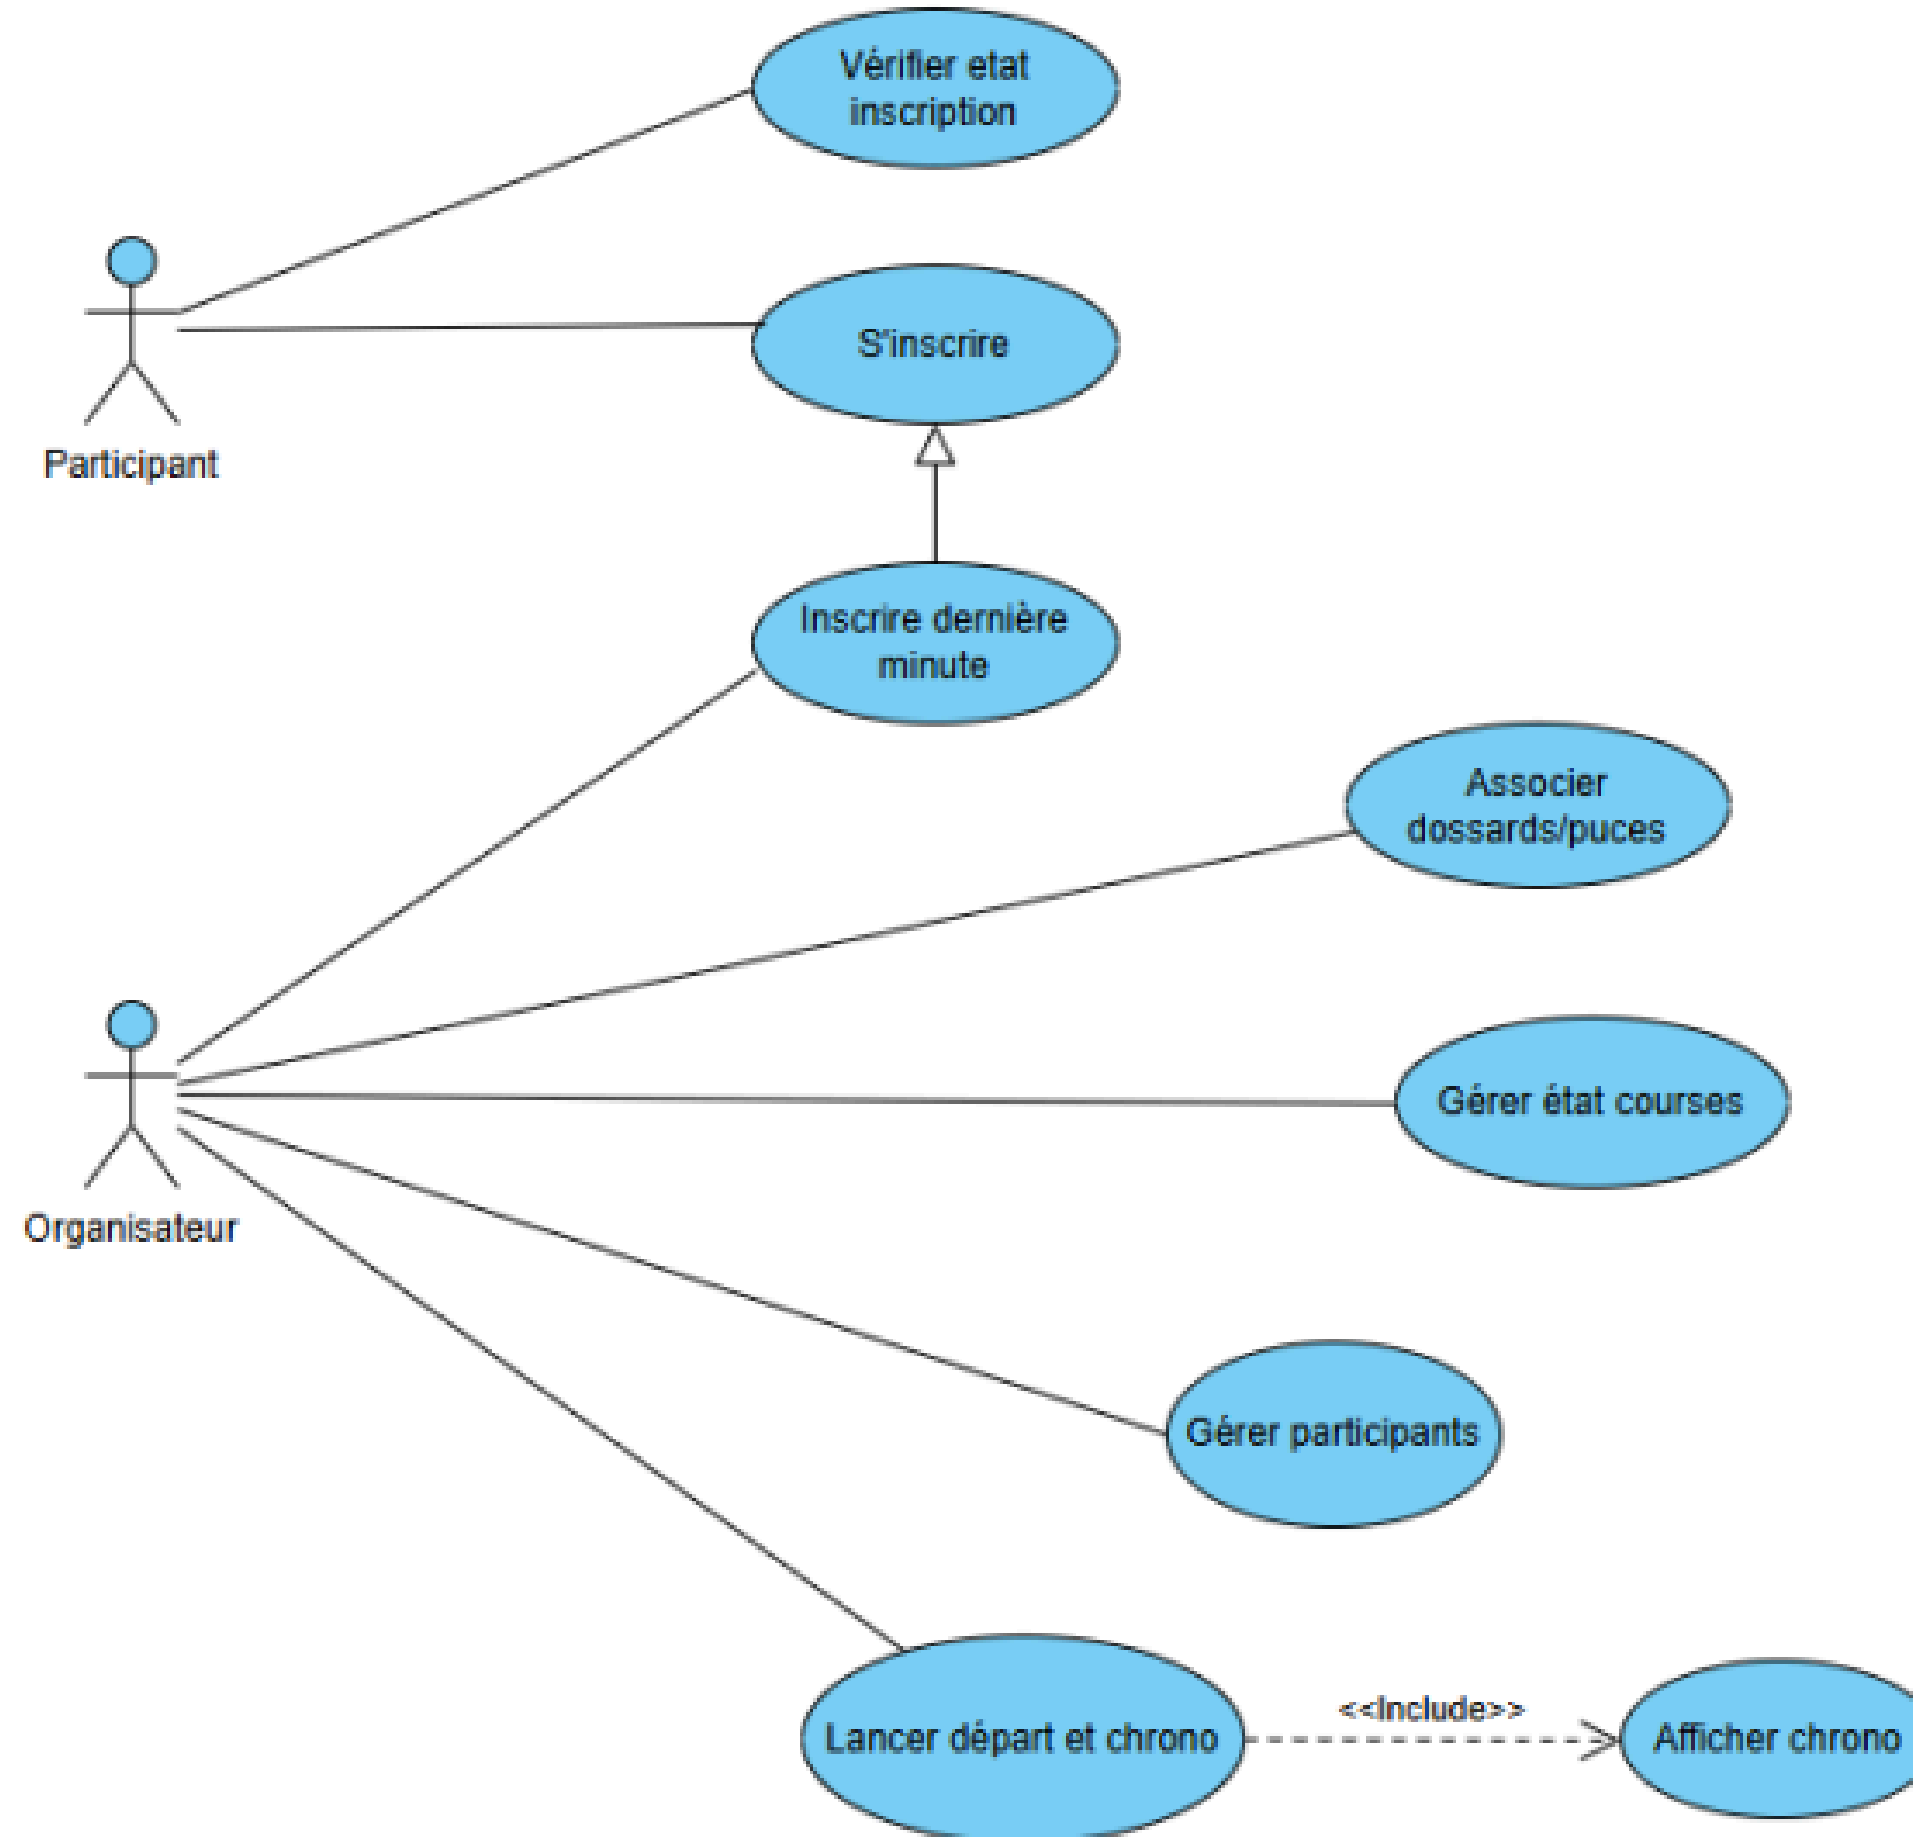 Vérifier etat
inscription
S'inscrire
Participant
Inscrire dernière
minute
Associer
dossards/puces
Gérer état courses
Organisateur
Gérer participants
Lancer départ et chrono
<<Include>>
Afficher chrono